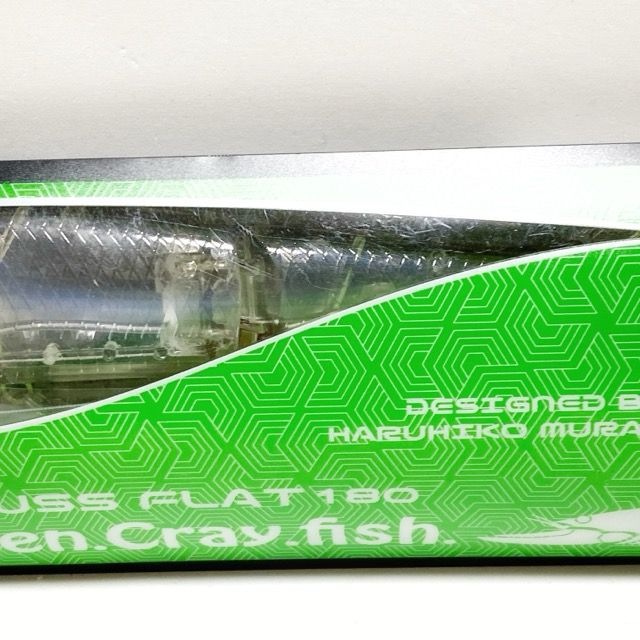 DESIGNED B
HARUHIKO MURA
USS FLAT 180
en.Cray.fish.